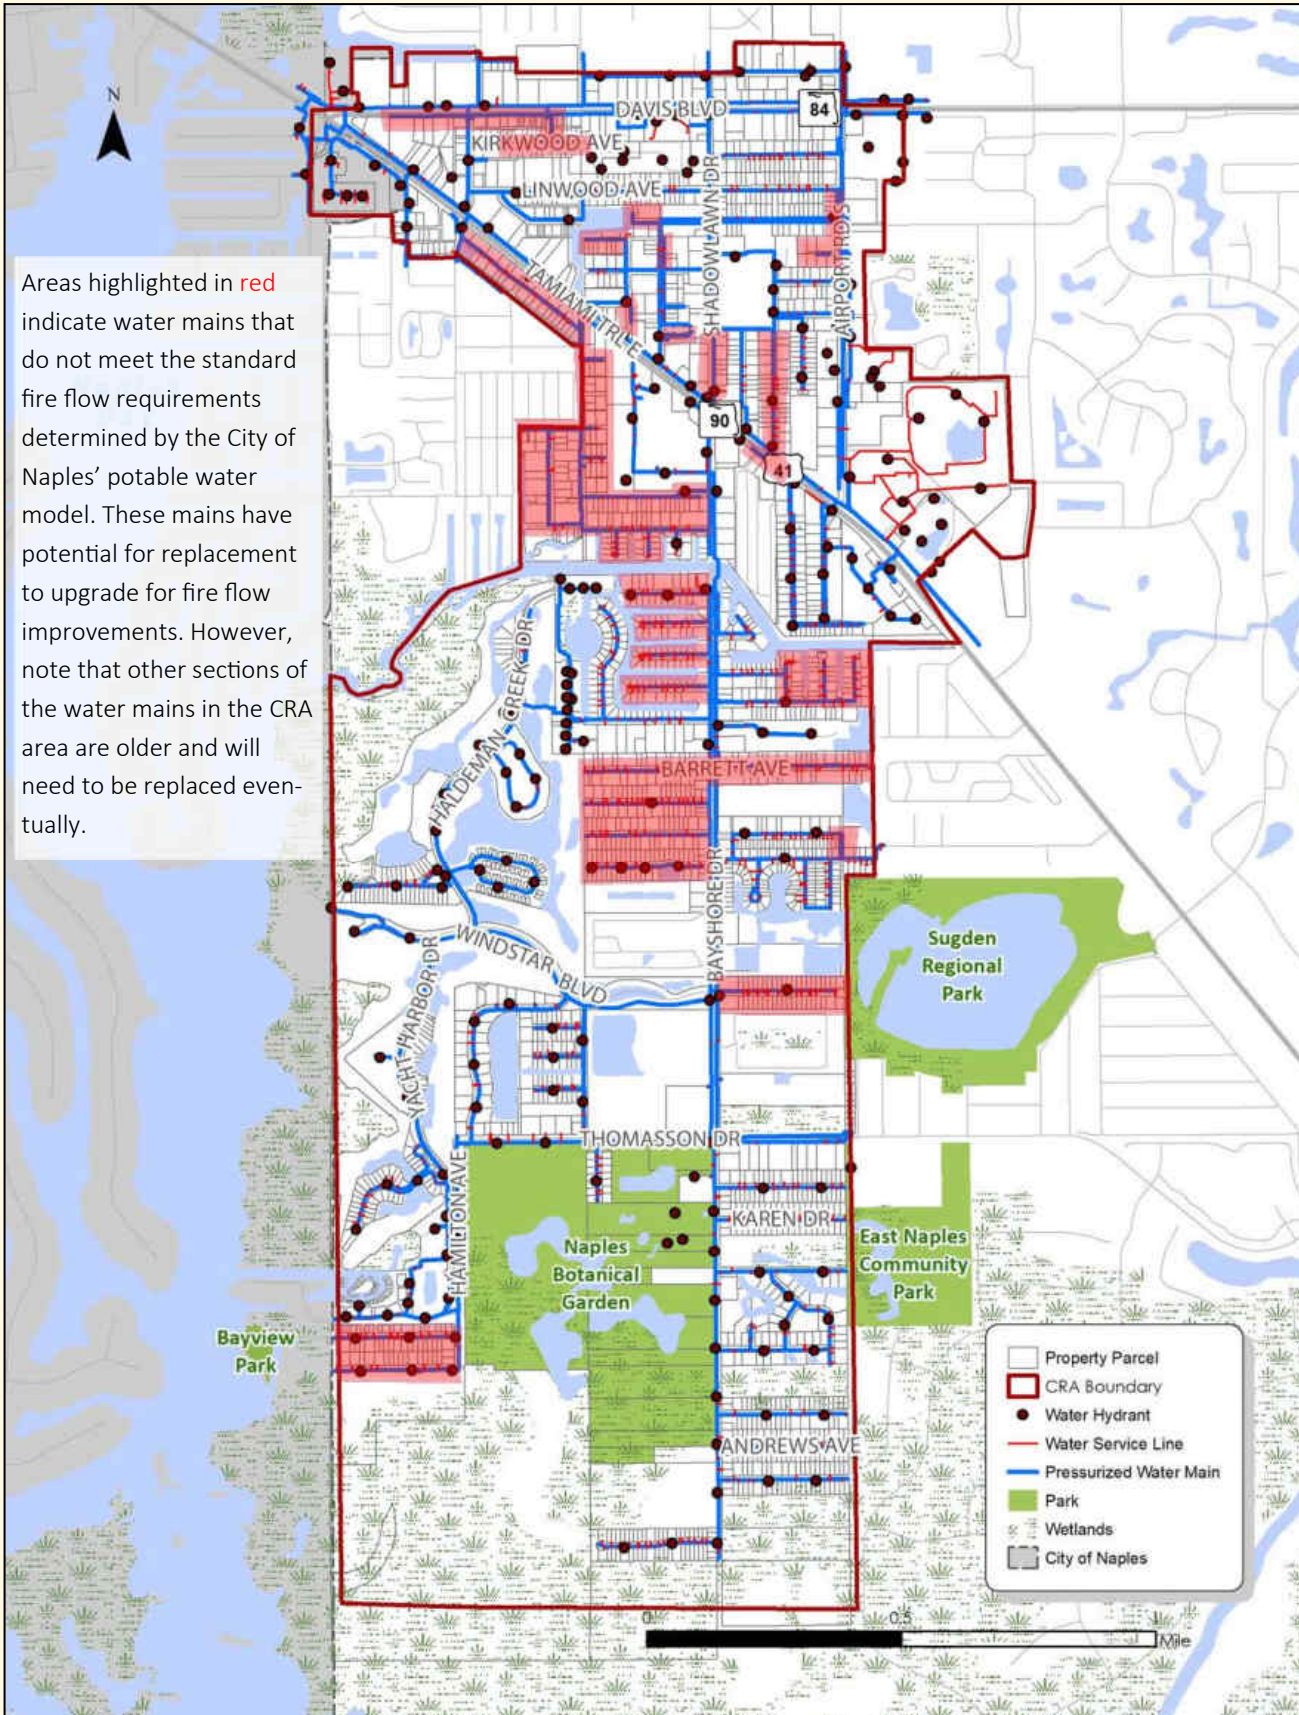 N
DAVIS BLVD
84
KIRKWOOD AVE
LINWOOD AVE
SHADOWLAWN DR
AIRPORT RD S
TAMIAMI TRL E
Areas highlighted in red
indicate water mains that
do not meet the standard
fire flow requirements
determined by the City of
Naples’ potable water
model. These mains have
potential for replacement
to upgrade for fire flow
improvements. However,
note that other sections of
the water mains in the CRA
area are older and will
need to be replaced even-
tually.
90
41
HALDEMAN CREEK DR
BARRETT AVE
BAYSHORE DR
WINDSTAR BLVD
YACHT HARBOR DR
Sugden
Regional
Park
THOMASSON DR
HAMILTON AVE
KAREN DR
Naples
Botanical
Garden
East Naples
Community
Park
Bayview
Park
ANDREWS AVE
Property Parcel
CRA Boundary
Water Hydrant
Water Service Line
Pressurized Water Main
Park
Wetlands
City of Naples
0 0.5 1
Mile